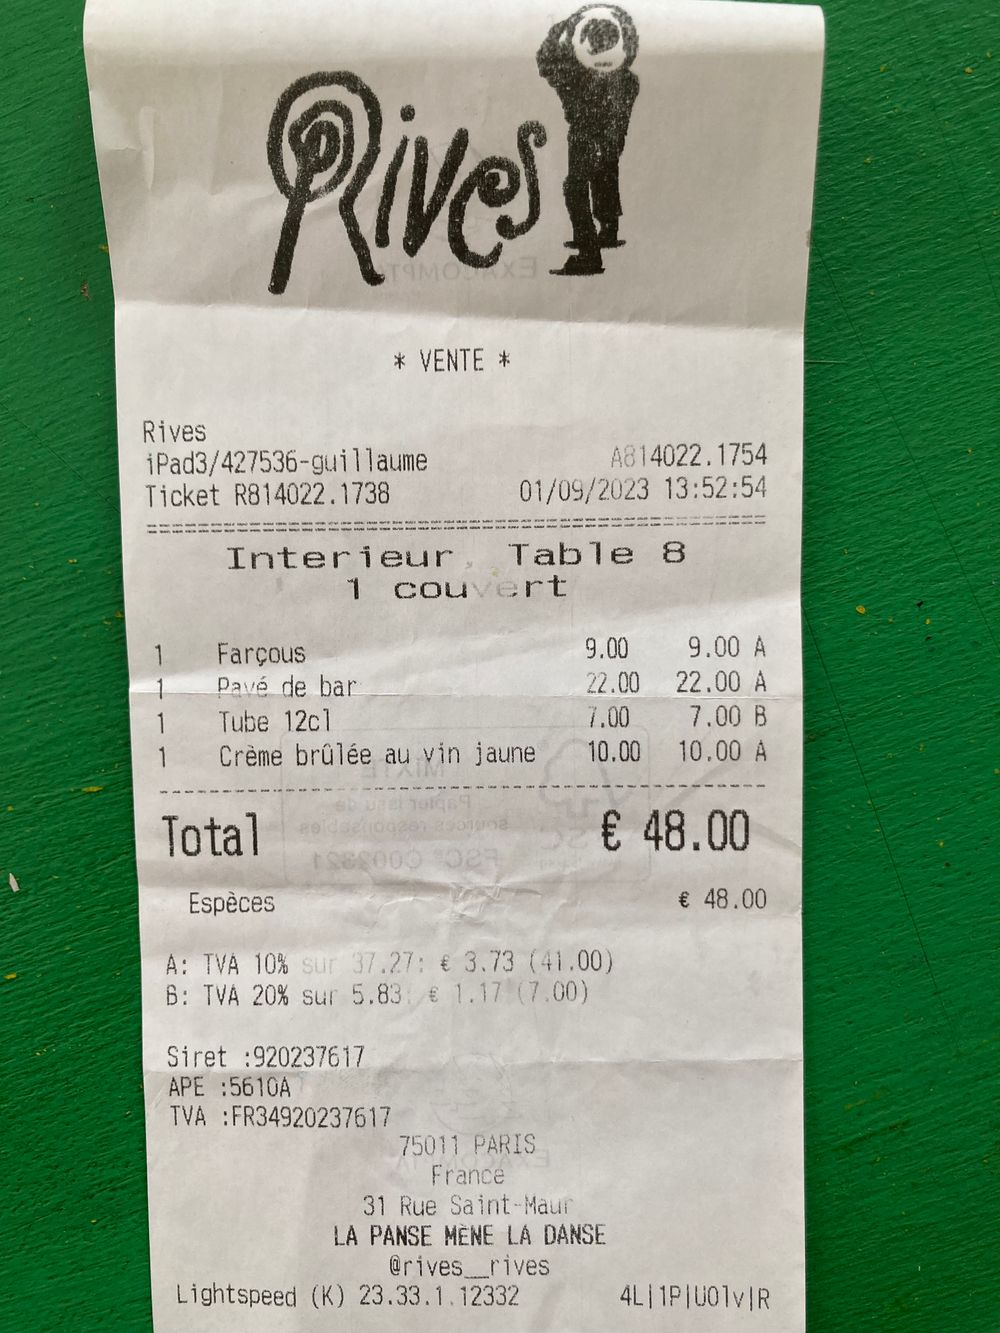 Rives
* VENTE *
Rives
iPad3/427536-guillaume A814022.1754
Ticket R814022.1738 01/09/2023 13:52:54
Interieur, Table 8
1 couvert
1 Farçous 9.00 9.00 A
1 Pavé de bar 22.00 22.00 A
1 Tube 12cl 7.00 7.00 B
1 Crème brûlée au vin jaune 10.00 10.00 A
Total € 48.00
Espèces € 48.00
A: TVA 10% sur 37.27: € 3.73 (41.00)
B: TVA 20% sur 5.83: € 1.17 (7.00)
Siret :920237617
APE :5610A
TVA :FR34920237617
75011 PARIS
France
31 Rue Saint-Maur
LA PANSE MÈNE LA DANSE
@rives__rives
Lightspeed (K) 23.33.1.12332 4L|1P|U01v|R